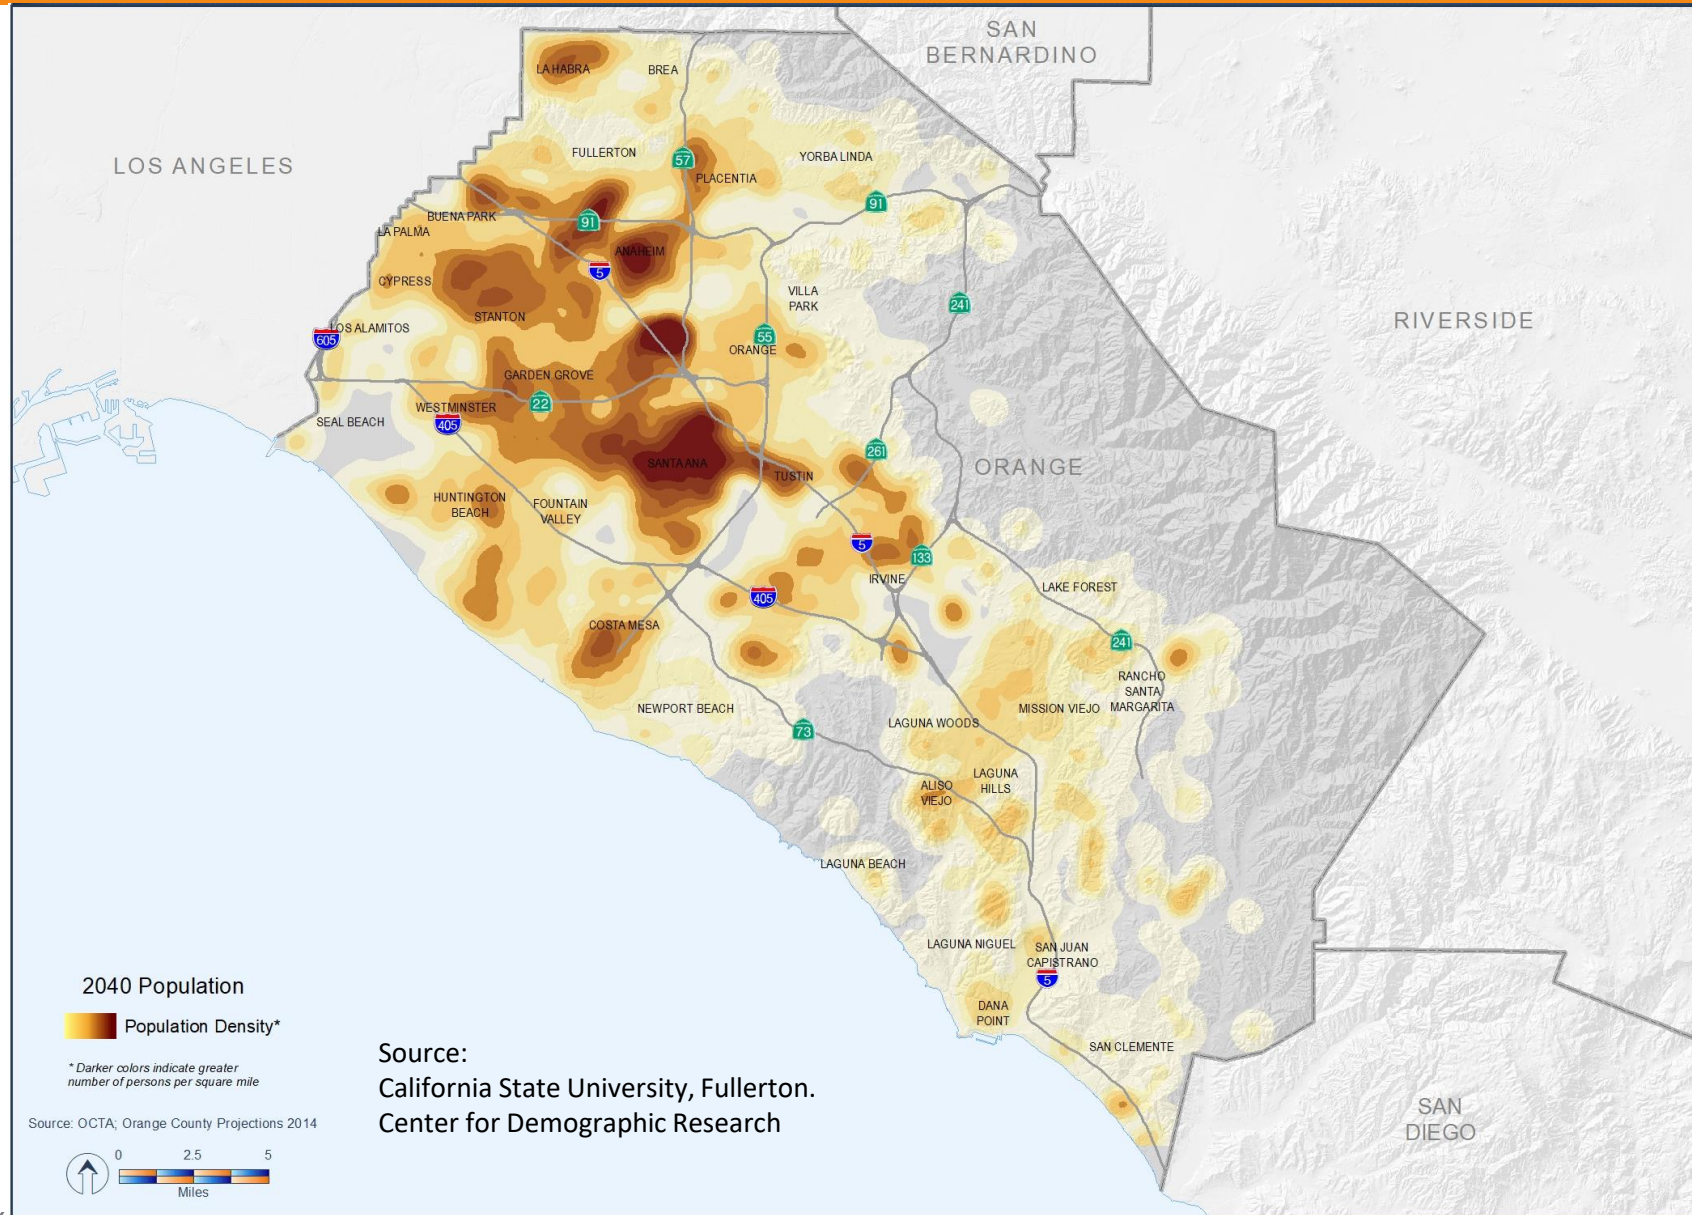 SAN
BERNARDINO
LA HABRA
BREA
LOS ANGELES
FULLERTON
57
YORBA LINDA
PLACENTIA
91
BUENA PARK
91
LA PALMA
ANAHEIM
5
CYPRESS
VILLA
PARK
241
STANTON
LOS ALAMITOS
605
55
ORANGE
RIVERSIDE
GARDEN GROVE
22
WESTMINSTER
405
SEAL BEACH
261
SANTA ANA
TUSTIN
ORANGE
HUNTINGTON
BEACH
FOUNTAIN
VALLEY
5
133
IRVINE
LAKE FOREST
405
COSTA MESA
241
RANCHO
SANTA
MARGARITA
NEWPORT BEACH
MISSION VIEJO
LAGUNA WOODS
73
LAGUNA
HILLS
ALISO
VIEJO
LAGUNA BEACH
LAGUNA NIGUEL
SAN JUAN
CAPISTRANO
5
DANA
POINT
SAN CLEMENTE
SAN
DIEGO
2040 Population
Population Density*
* Darker colors indicate greater
number of persons per square mile
Source: OCTA; Orange County Projections 2014
0 2.5 5
Miles
Source:
California State University, Fullerton.
Center for Demographic Research